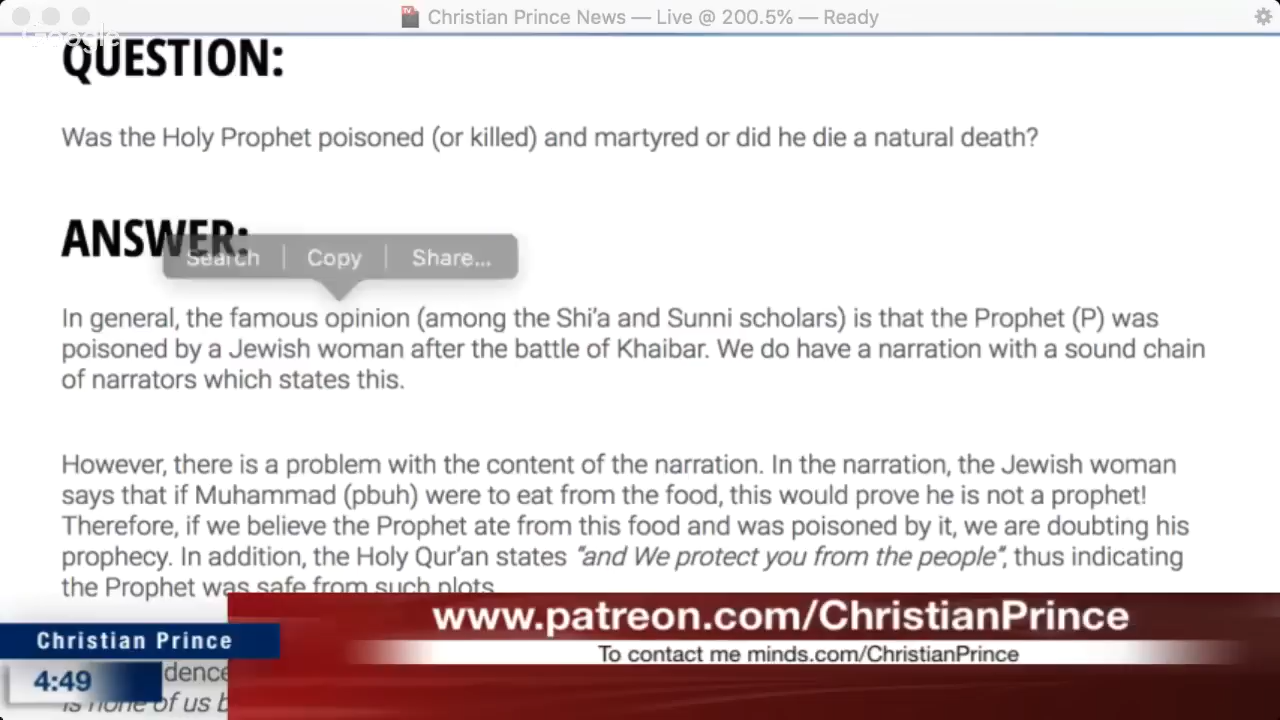 Christian Prince News — Live @ 200.5% — Ready
Google
QUESTION:
Was the Holy Prophet poisoned (or killed) and martyred or did he die a natural death?
ANSWER:
Search
Copy
Share...
In general, the famous opinion (among the Shi'a and Sunni scholars) is that the Prophet (P) was
poisoned by a Jewish woman after the battle of Khaibar. We do have a narration with a sound chain
of narrators which states this.
However, there is a problem with the content of the narration. In the narration, the Jewish woman
says that if Muhammad (pbuh) were to eat from the food, this would prove he is not a prophet!
Therefore, if we believe the Prophet ate from this food and was poisoned by it, we are doubting his
prophecy. In addition, the Holy Qur'an states "and We protect you from the people", thus indicating
the Prophet was safe from such plots.
www.patreon.com/ChristianPrince
Christian Prince
To contact me minds.com/ChristianPrince
4:49
is none of us